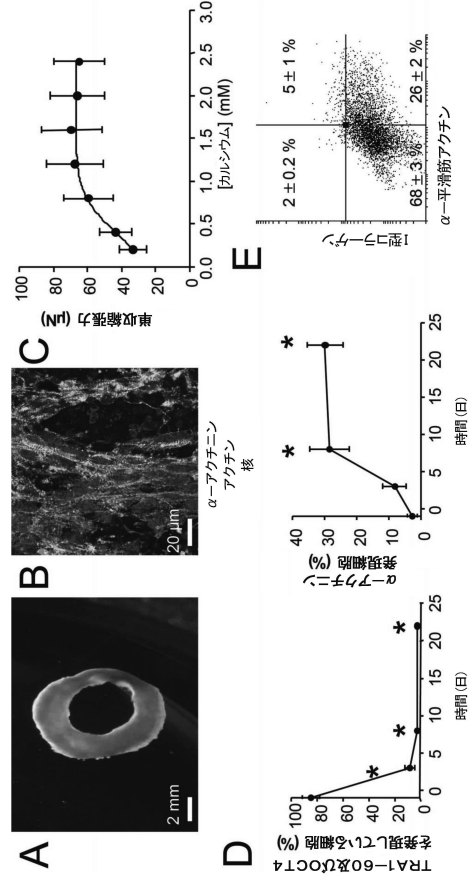 A
2 mm
B
20 μm
α-アクチニン
アクチン
核
C
単収縮張力 (μN)
100
80
60
40
20
0
0.0
0.5
1.0
1.5
2.0
2.5
3.0
[カルシウム] (mM)
D
TRA1-60及びOCT4
を発現している細胞 (%)
100
80
60
40
20
0
0
5
10
15
20
25
時間 (日)
*
*
*
α-アクチニン
発現細胞 (%)
40
30
20
10
0
0
5
10
15
20
25
時間 (日)
*
*
E
I型コラーゲン
2 ± 0.2 %
5 ± 1 %
68 ± 3 %
26 ± 2 %
α-平滑筋アクチン